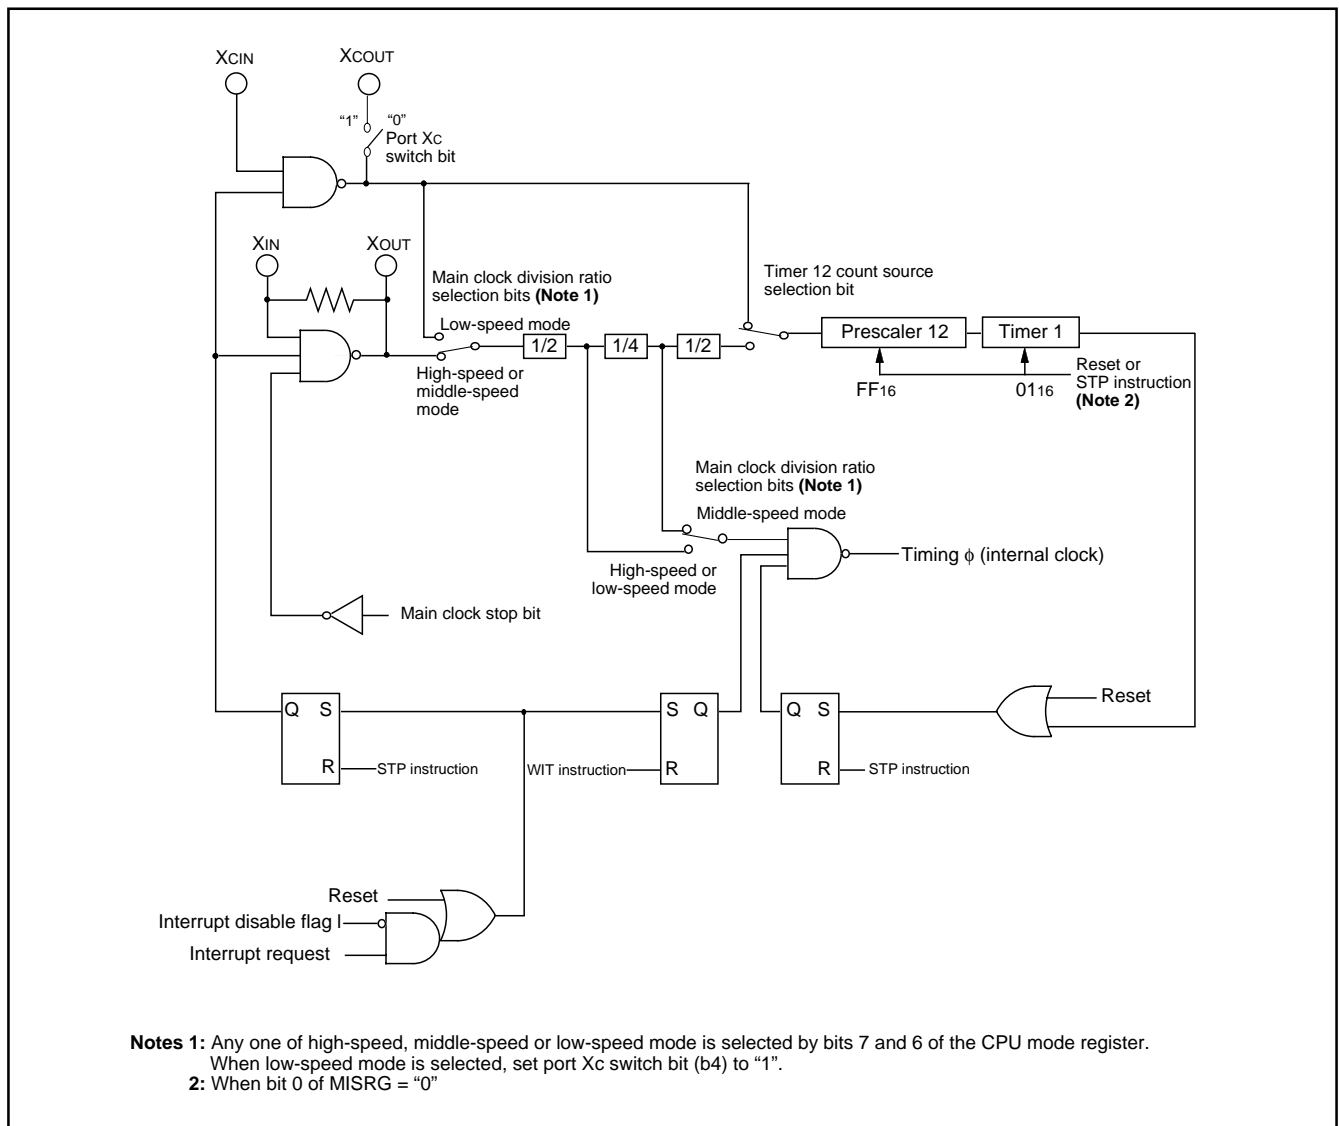 XCIN
XCOUT
“1” “0”
Port XC
switch bit
XIN
XOUT
Main clock division ratio
selection bits (Note 1)
Low-speed mode
Timer 12 count source
selection bit
1/2
1/4
1/2
Prescaler 12
Timer 1
High-speed or
middle-speed
mode
FF16
0116
Reset or
STP instruction
(Note 2)
Main clock division ratio
selection bits (Note 1)
Middle-speed mode
High-speed or
low-speed mode
Timing ϕ (internal clock)
Main clock stop bit
Q S
S Q
Q S
Reset
R
STP instruction
WIT instruction
R
R
STP instruction
Reset
Interrupt disable flag I
Interrupt request
Notes 1: Any one of high-speed, middle-speed or low-speed mode is selected by bits 7 and 6 of the CPU mode register.
When low-speed mode is selected, set port Xc switch bit (b4) to “1”.
2: When bit 0 of MISRG = “0”